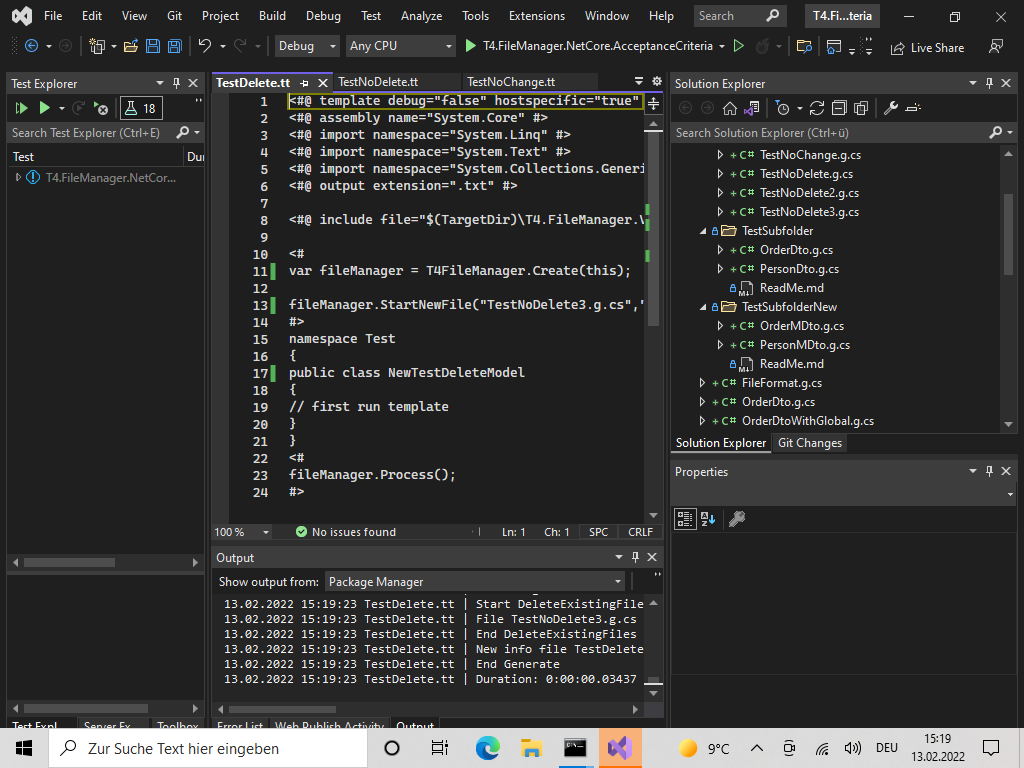 File Edit View Git Project Build Debug Test Analyze Tools Extensions Window Help Search T4.Fi...teria
Debug Any CPU T4.FileManager.NetCore.AcceptanceCriteria Live Share
Test Explorer
18
Search Test Explorer (Ctrl+E)
Test Dur
T4.FileManager.NetCor...
TestDelete.tt TestNoDelete.tt TestNoChange.tt
1 <#@ template debug="false" hostspecific="true"
2 <#@ assembly name="System.Core" #>
3 <#@ import namespace="System.Linq" #>
4 <#@ import namespace="System.Text" #>
5 <#@ import namespace="System.Collections.Generi
6 <#@ output extension=".txt" #>
7
8 <#@ include file="$(TargetDir)\T4.FileManager.V
9
10 <#
11 var fileManager = T4FileManager.Create(this);
12
13 fileManager.StartNewFile("TestNoDelete3.g.cs","
14 #>
15 namespace Test
16 {
17 public class NewTestDeleteModel
18 {
19 // first run template
20 }
21 }
22 <#
23 fileManager.Process();
24 #>
100 % No issues found Ln: 1 Ch: 1 SPC CRLF
Output
Show output from: Package Manager
13.02.2022 15:19:23 TestDelete.tt | Start DeleteExistingFile
13.02.2022 15:19:23 TestDelete.tt | File TestNoDelete3.g.cs
13.02.2022 15:19:23 TestDelete.tt | End DeleteExistingFiles
13.02.2022 15:19:23 TestDelete.tt | New info file TestDelete
13.02.2022 15:19:23 TestDelete.tt | End Generate
13.02.2022 15:19:23 TestDelete.tt | Duration: 0:00:00.03437
Solution Explorer
Search Solution Explorer (Ctrl+ü)
+ C# TestNoChange.g.cs
+ C# TestNoDelete.g.cs
+ C# TestNoDelete2.g.cs
+ C# TestNoDelete3.g.cs
TestSubfolder
+ C# OrderDto.g.cs
+ C# PersonDto.g.cs
ReadMe.md
TestSubfolderNew
+ C# OrderMDto.g.cs
+ C# PersonMDto.g.cs
ReadMe.md
+ C# FileFormat.g.cs
+ C# OrderDto.g.cs
+ C# OrderDtoWithGlobal.g.cs
Solution Explorer Git Changes
Properties
Test Expl... Server Ex... Toolbox Error List Web Publish Activity Output
Zur Suche Text hier eingeben
9°C DEU 15:19
13.02.2022